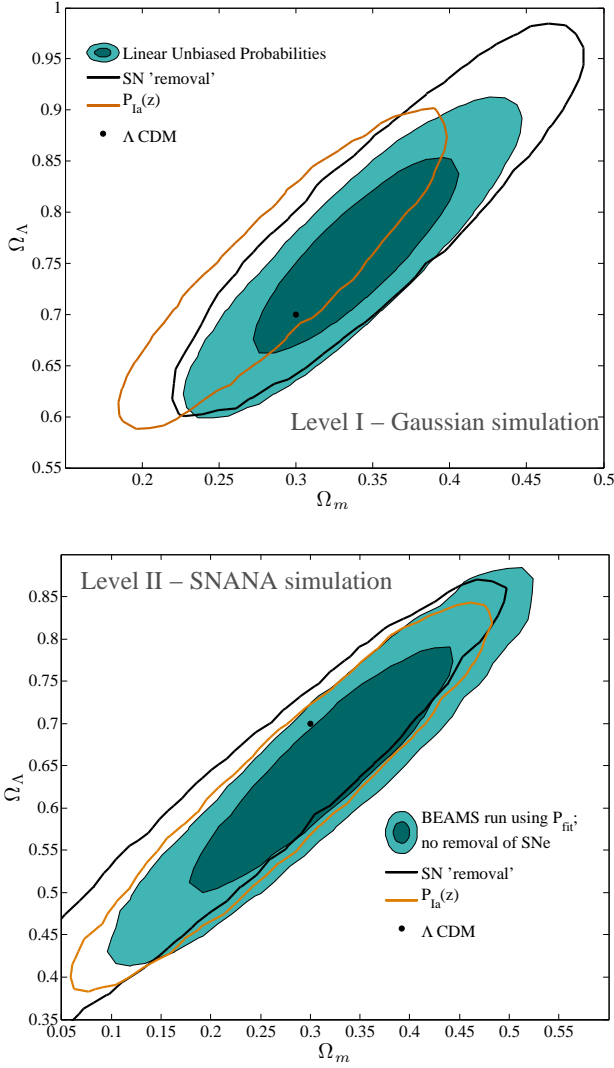 1
0.95
0.9
0.85
0.8
0.75
0.7
0.65
0.6
0.55
Ω_Λ
Linear Unbiased Probabilities
SN 'removal'
P_Ia(z)
Λ CDM
Level I – Gaussian simulation
0.2 0.25 0.3 0.35 0.4 0.45 0.5
Ω_m
Level II – SNANA simulation
0.85
0.8
0.75
0.7
0.65
0.6
0.55
0.5
0.45
0.4
0.35
Ω_Λ
BEAMS run using P_fit;
no removal of SNe
SN 'removal'
P_Ia(z)
Λ CDM
0.05 0.1 0.15 0.2 0.25 0.3 0.35 0.4 0.45 0.5 0.55
Ω_m